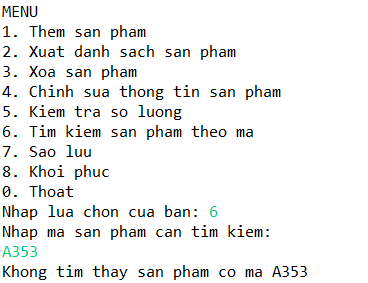 MENU
1. Them san pham
2. Xuat danh sach san pham
3. Xoa san pham
4. Chinh sua thong tin san pham
5. Kiem tra so luong
6. Tim kiem san pham theo ma
7. Sao luu
8. Khoi phuc
0. Thoat
Nhap lua chon cua ban: 6
Nhap ma san pham can tim kiem:
A353
Khong tim thay san pham co ma A353